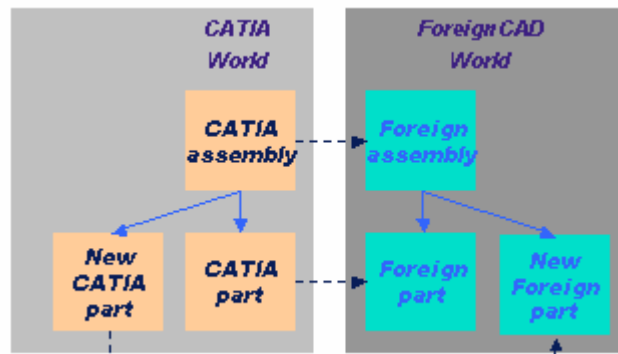 CATIA
World
Foreign CAD
World
CATIA
assembly
Foreign
assembly
New
CATIA
part
CATIA
part
Foreign
part
New
Foreign
part